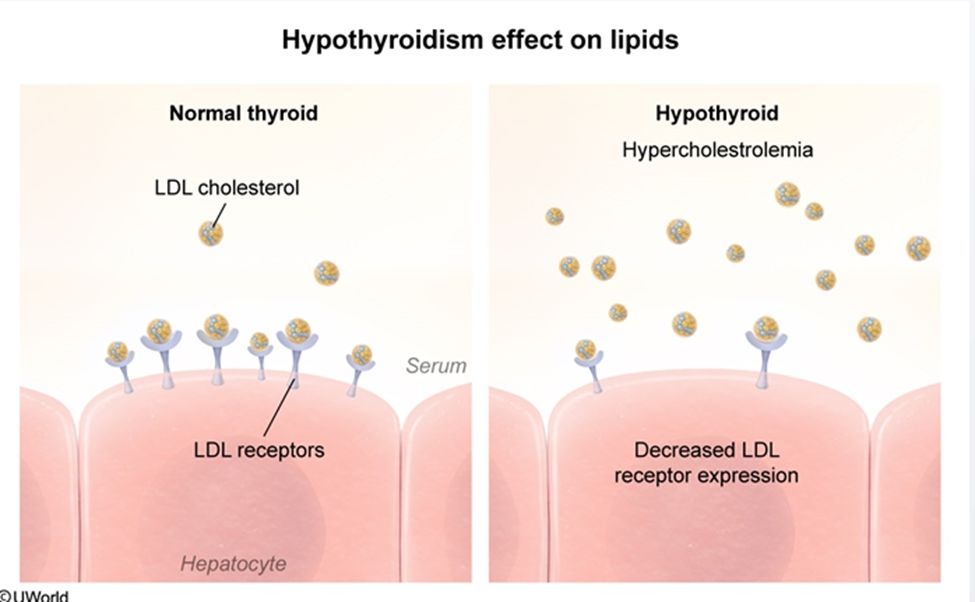 Hypothyroidism effect on lipids
Normal thyroid
LDL cholesterol
Serum
LDL receptors
Hepatocyte
Hypothyroid
Hypercholestrolemia
Decreased LDL
receptor expression
©UWorld